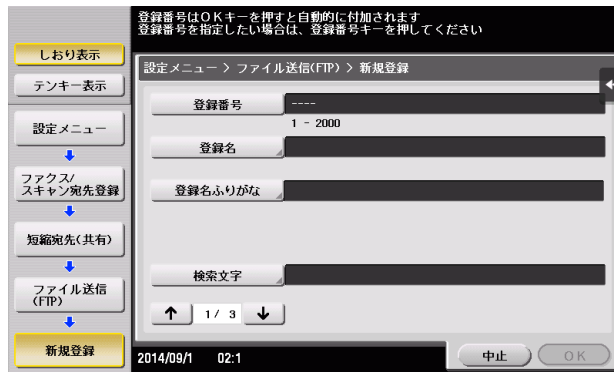 登録番号はOKキーを押すと自動的に付加されます
登録番号を指定したい場合は、登録番号キーを押してください
しおり表示
テンキー表示
設定メニュー
ファクス/
スキャン宛先登録
短縮宛先(共有)
ファイル送信
(FTP)
新規登録
設定メニュー > ファイル送信(FTP) > 新規登録
登録番号 ----
1 - 2000
登録名
登録名ふりがな
検索文字
↑ 1/ 3 ↓
2014/09/1 02:1
中止 OK